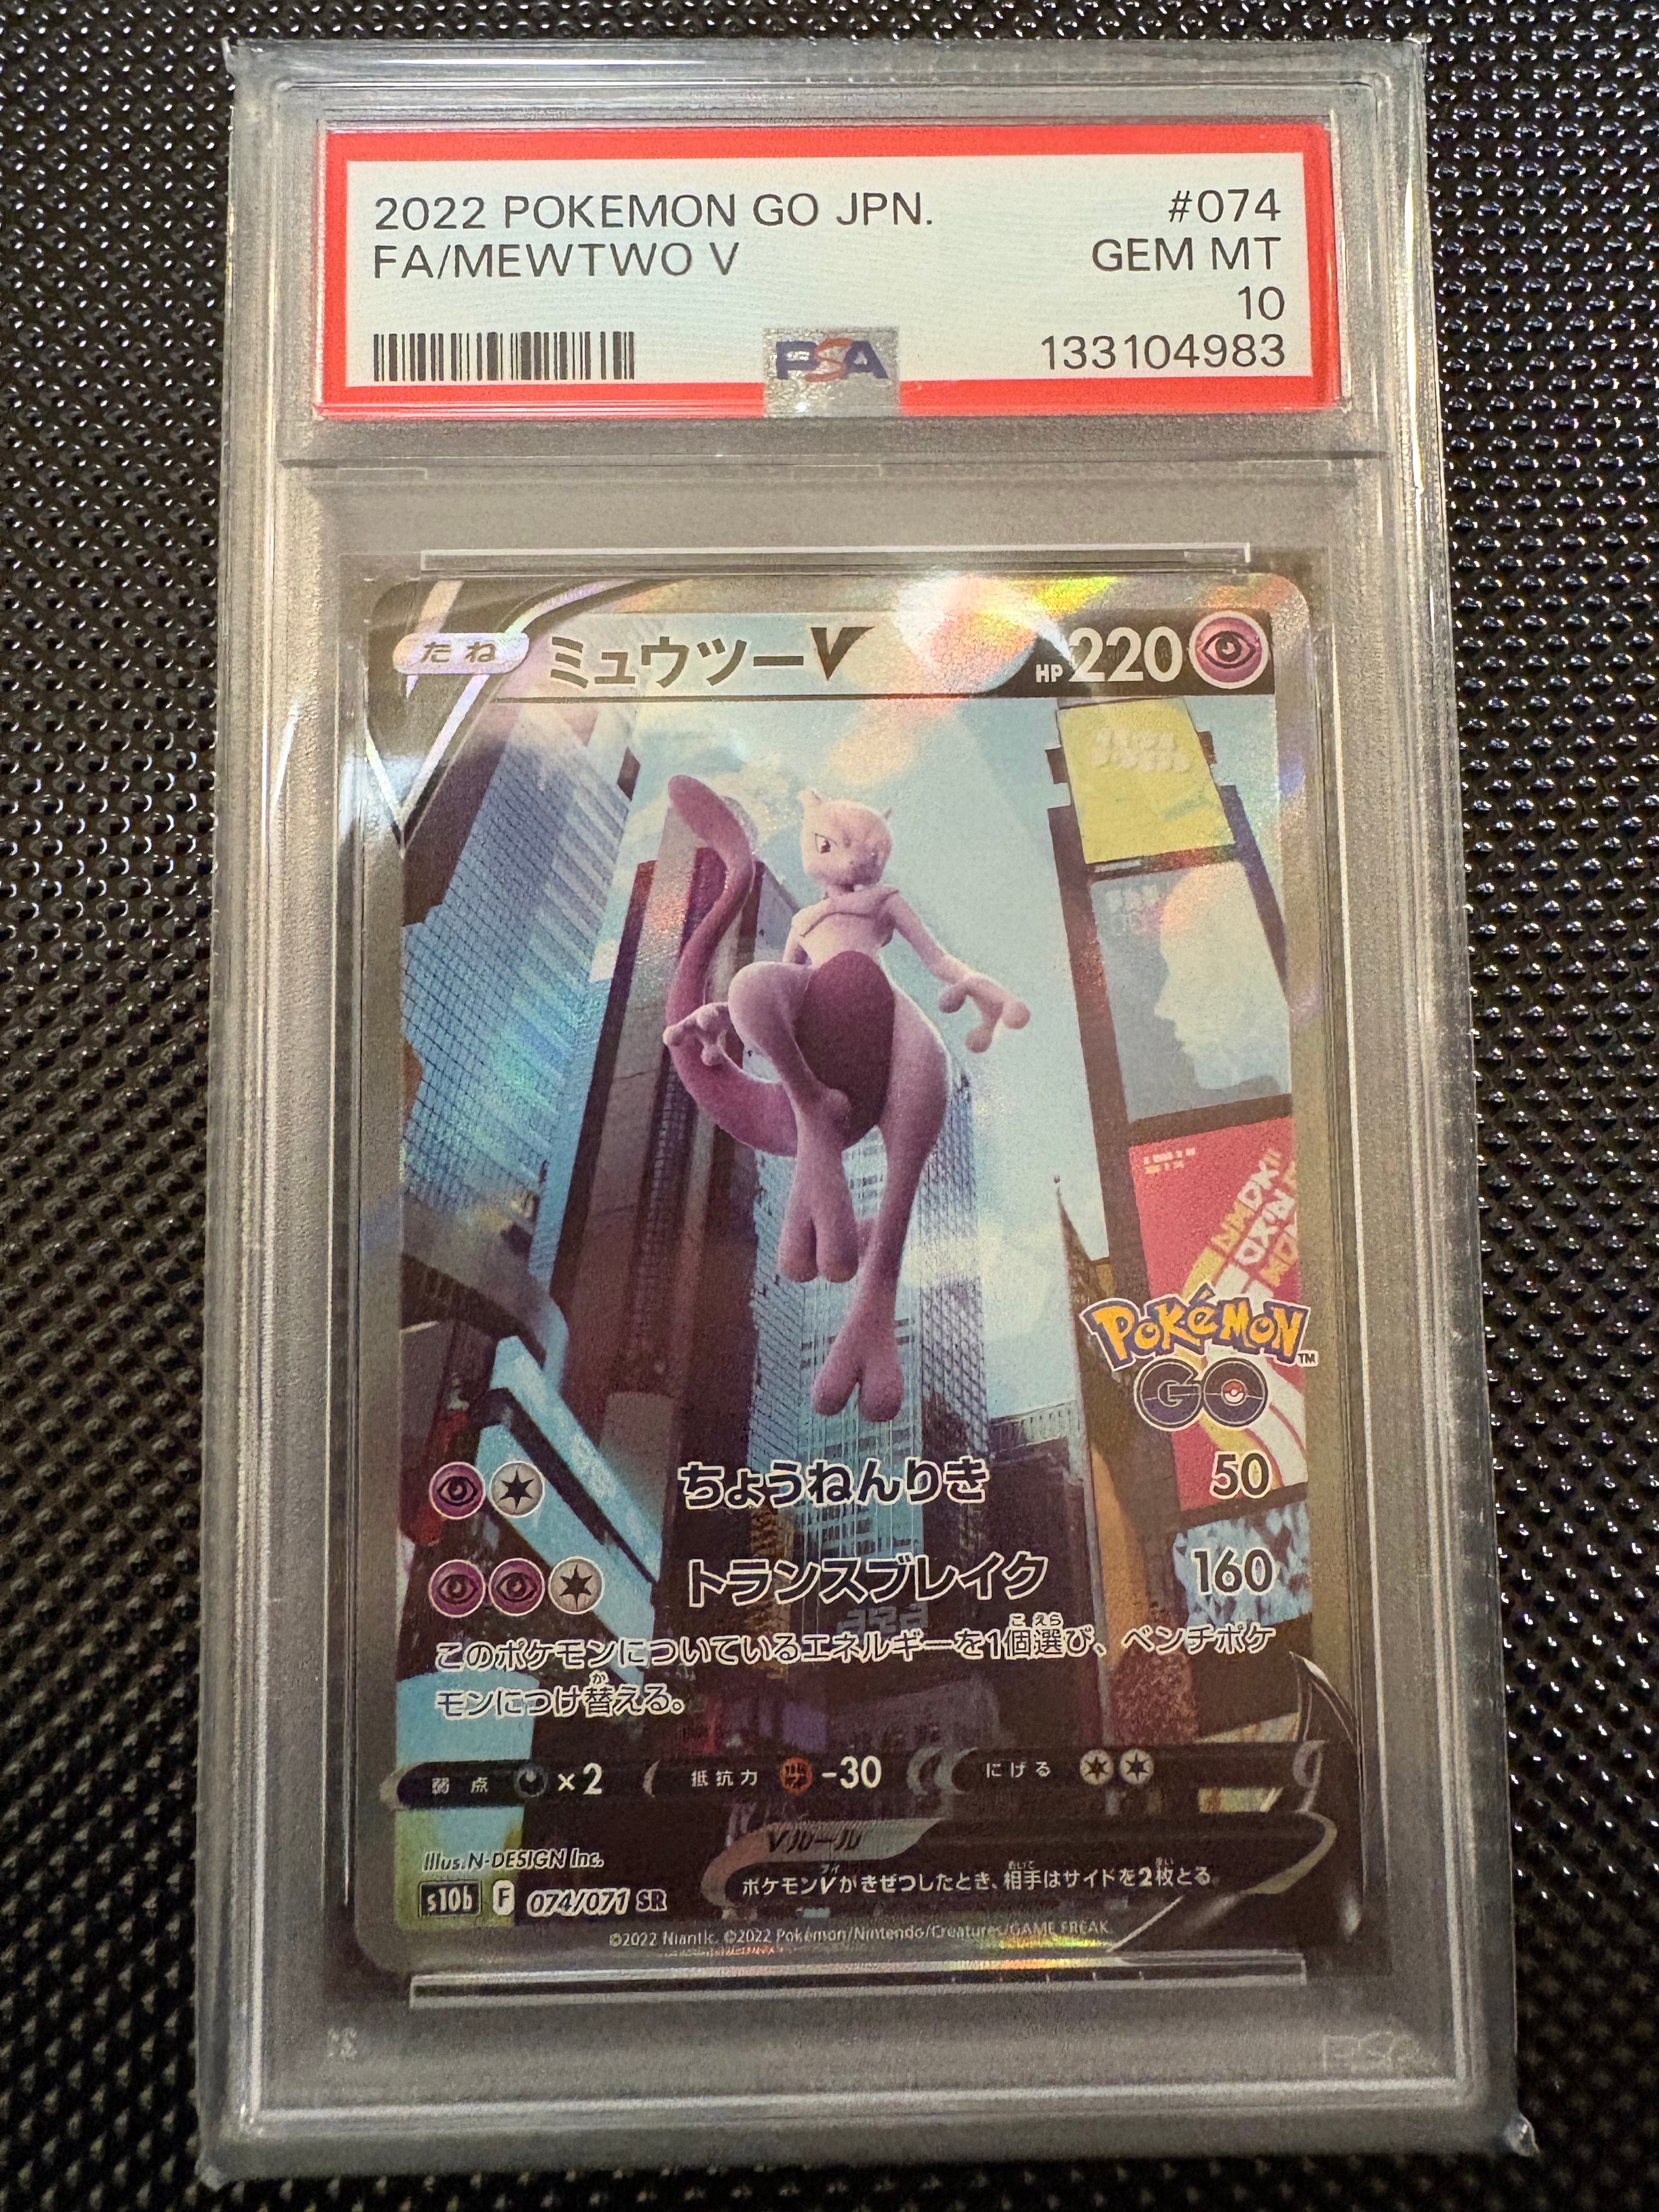 2022 POKEMON GO JPN. #074
FA/MEWTWO V GEM MT
10
PSA 133104983
たね ミュウツーV HP 220
Pokémon GO ™
ちょうねんりき 50
トランスブレイク 160
このポケモンについているエネルギーを1個選び、ベンチポケ
モンにつけ替える。
弱点 ×2 抵抗力 -30 にげる
Vルール
ポケモンVがきぜつしたとき、相手はサイドを2枚とる。
Illus. N-DESIGN Inc.
s10b F 074/071 SR
©2022 Niantic. ©2022 Pokémon/Nintendo/Creatures/GAME FREAK.